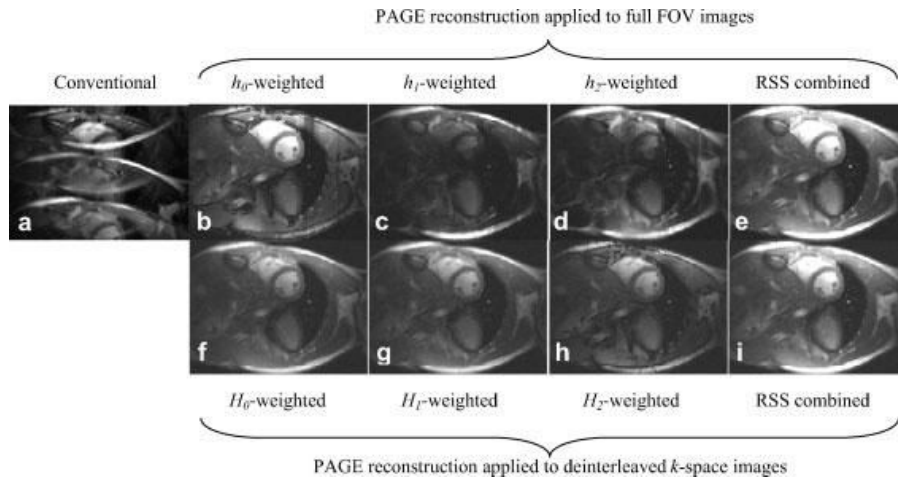 PAGE reconstruction applied to full FOV images
Conventional h₀-weighted h₁-weighted h₂-weighted RSS combined
a b c d e
f g h i
H₀-weighted H₁-weighted H₂-weighted RSS combined
PAGE reconstruction applied to deinterleaved k-space images